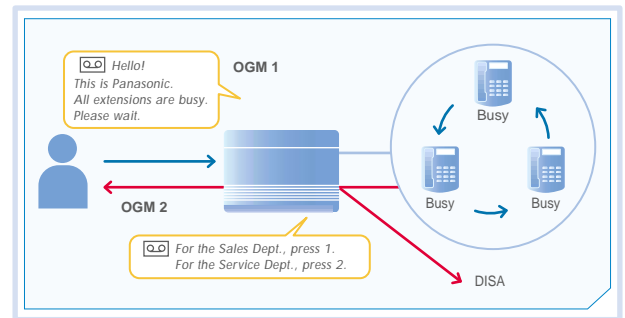 Hello!
This is Panasonic.
All extensions are busy.
Please wait.
OGM 1
Busy
Busy
Busy
OGM 2
For the Sales Dept., press 1.
For the Service Dept., press 2.
DISA